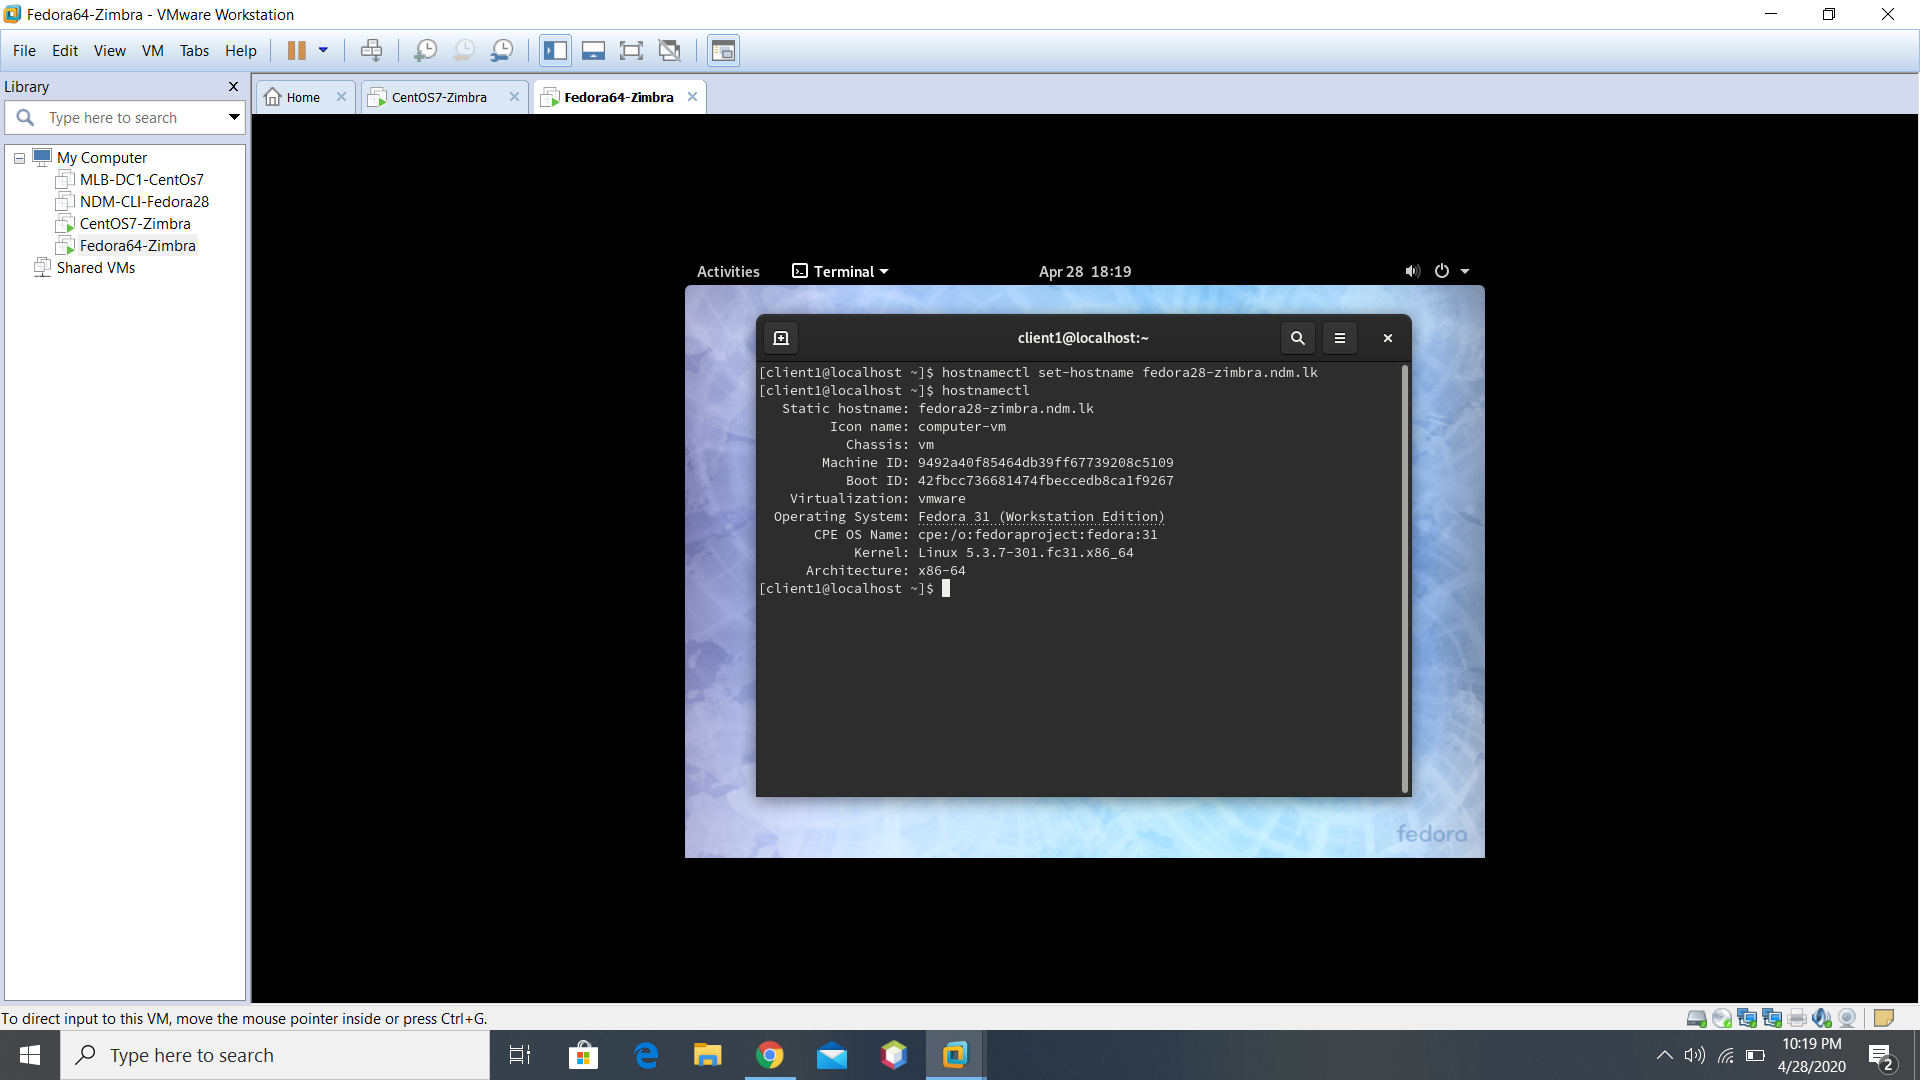 Fedora64-Zimbra - VMware Workstation
File Edit View VM Tabs Help
Library
Type here to search
My Computer
MLB-DC1-CentOs7
NDM-CLI-Fedora28
CentOS7-Zimbra
Fedora64-Zimbra
Shared VMs
Home CentOS7-Zimbra Fedora64-Zimbra
Activities Terminal Apr 28 18:19
client1@localhost:~
[client1@localhost ~]$ hostnamectl set-hostname fedora28-zimbra.ndm.lk
[client1@localhost ~]$ hostnamectl
Static hostname: fedora28-zimbra.ndm.lk
Icon name: computer-vm
Chassis: vm
Machine ID: 9492a40f85464db39ff67739208c5109
Boot ID: 42fbcc736681474fbeccedb8ca1f9267
Virtualization: vmware
Operating System: Fedora 31 (Workstation Edition)
CPE OS Name: cpe:/o:fedoraproject:fedora:31
Kernel: Linux 5.3.7-301.fc31.x86_64
Architecture: x86-64
[client1@localhost ~]$
fedora
To direct input to this VM, move the mouse pointer inside or press Ctrl+G.
Type here to search
10:19 PM
4/28/2020
2